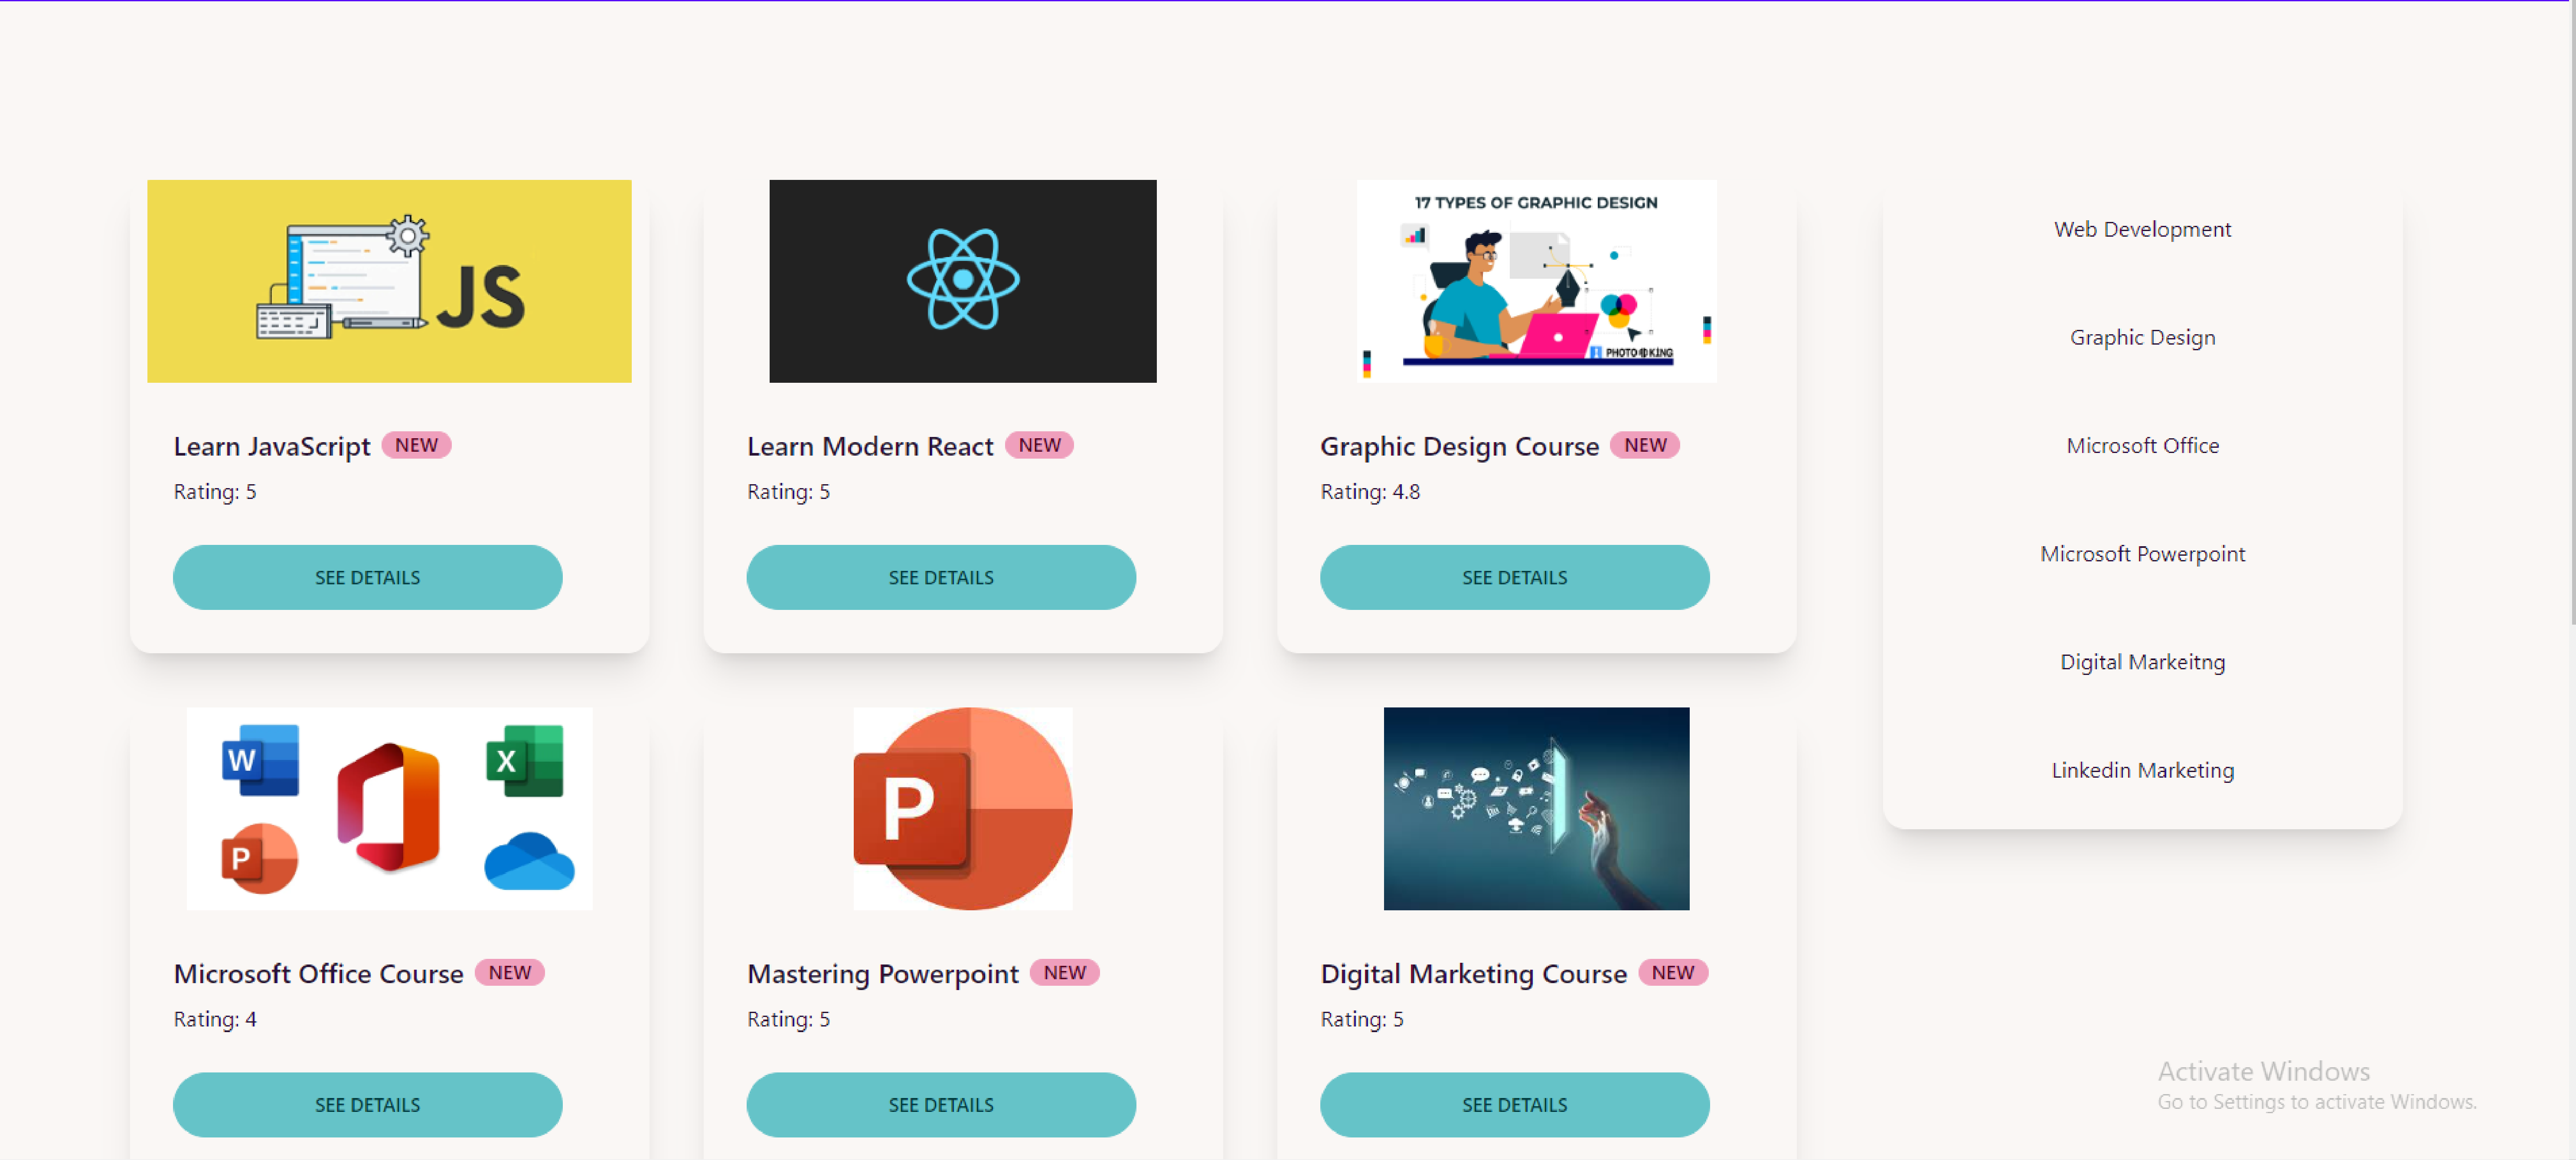 JS
17 TYPES OF GRAPHIC DESIGN
PHOTO KING
Learn JavaScript NEW
Rating: 5
SEE DETAILS
Learn Modern React NEW
Rating: 5
SEE DETAILS
Graphic Design Course NEW
Rating: 4.8
SEE DETAILS
W
X
P
P
Microsoft Office Course NEW
Rating: 4
SEE DETAILS
Mastering Powerpoint NEW
Rating: 5
SEE DETAILS
Digital Marketing Course NEW
Rating: 5
SEE DETAILS
Web Development
Graphic Design
Microsoft Office
Microsoft Powerpoint
Digital Markeitng
Linkedin Marketing
Activate Windows
Go to Settings to activate Windows.